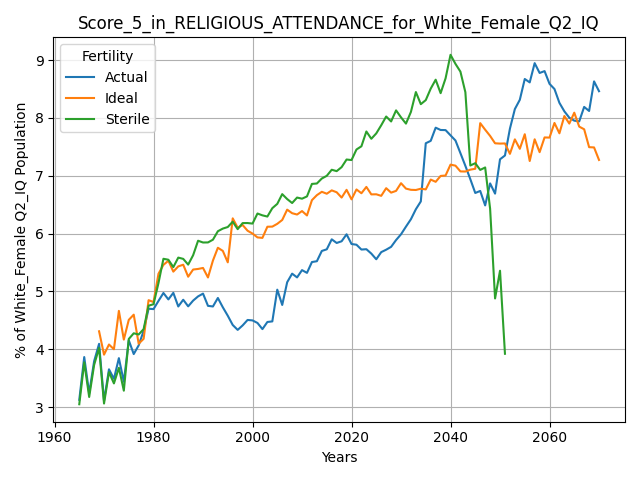 Score_5_in_RELIGIOUS_ATTENDANCE_for_White_Female_Q2_IQ
Fertility
Actual
Ideal
Sterile
% of White_Female Q2_IQ Population
9
8
7
6
5
4
3
1960
1980
2000
2020
2040
2060
Years